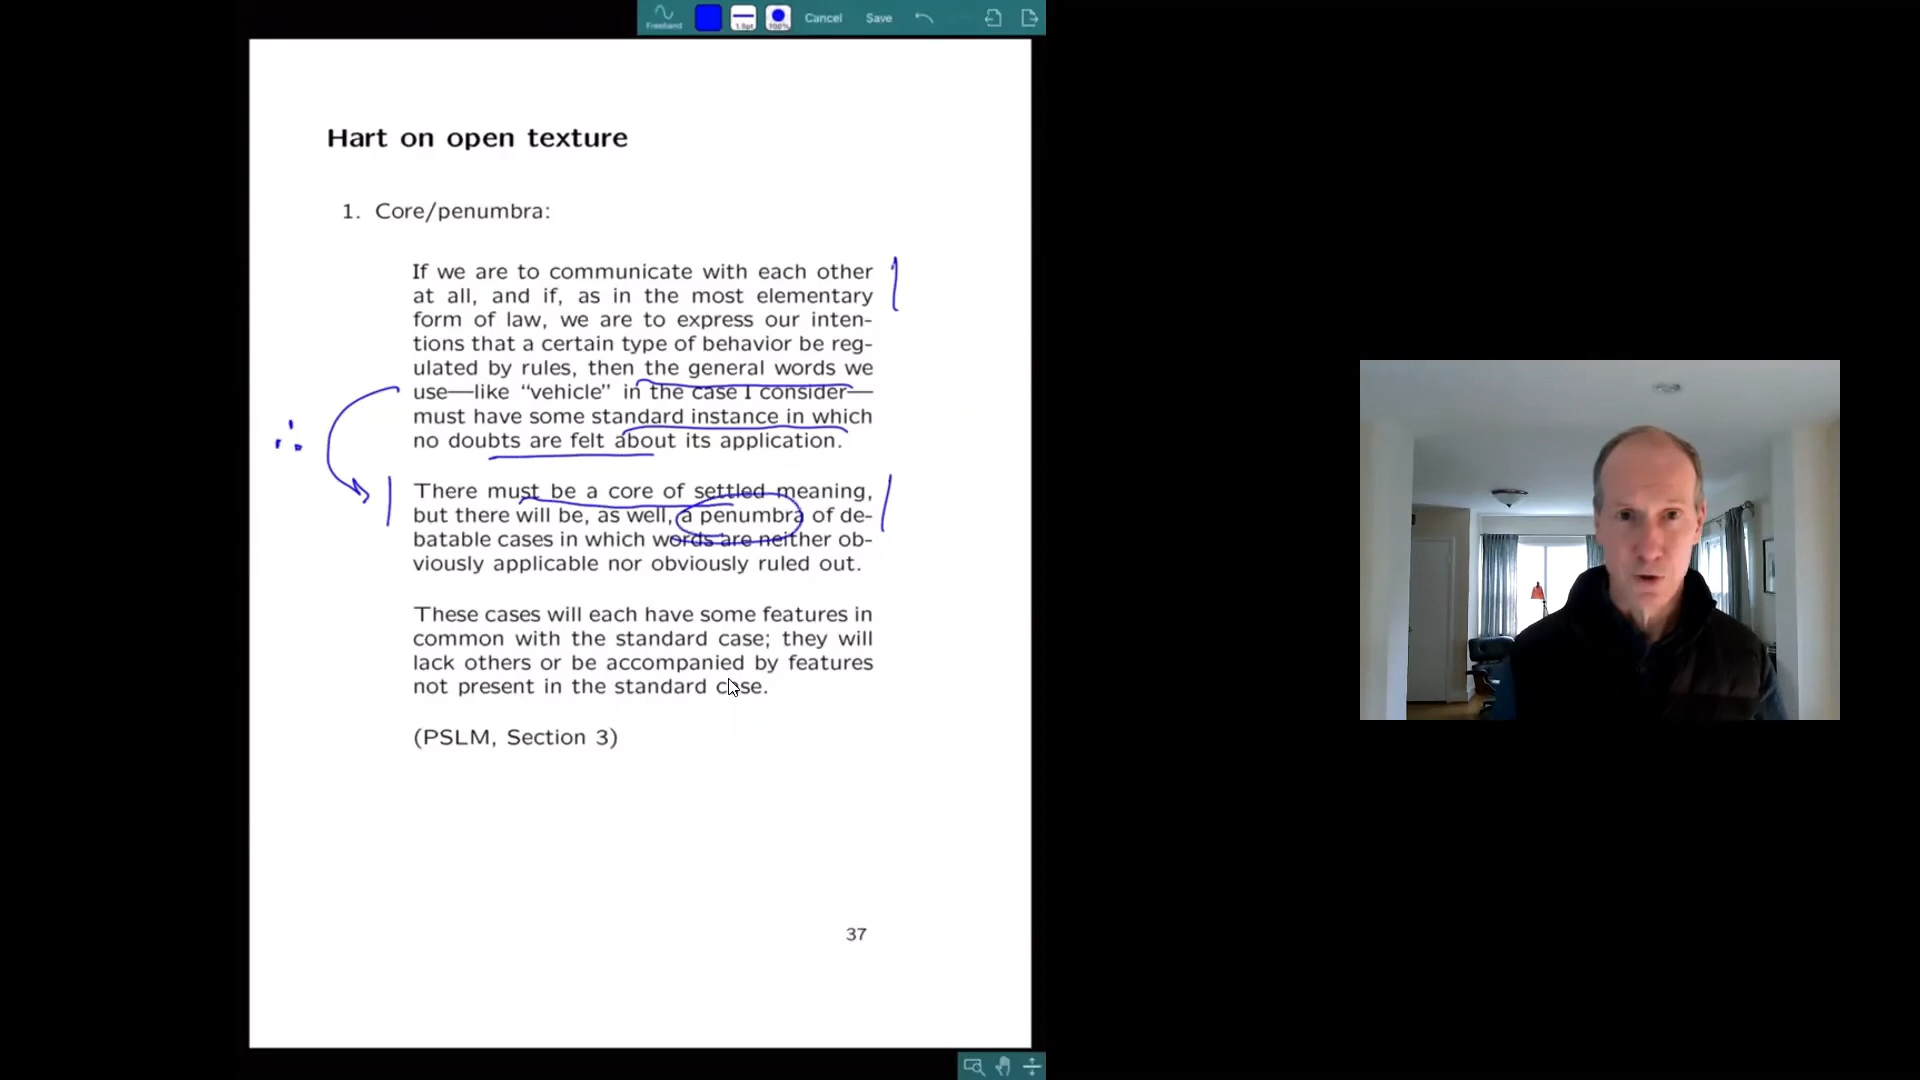 Freehand
1.5pt
100%
Cancel
Save
Hart on open texture
1. Core/penumbra:
If we are to communicate with each other
at all, and if, as in the most elementary
form of law, we are to express our inten-
tions that a certain type of behavior be reg-
ulated by rules, then the general words we
use—like “vehicle” in the case I consider—
must have some standard instance in which
no doubts are felt about its application.
∴
There must be a core of settled meaning,
but there will be, as well, a penumbra of de-
batable cases in which words are neither ob-
viously applicable nor obviously ruled out.
These cases will each have some features in
common with the standard case; they will
lack others or be accompanied by features
not present in the standard case.
(PSLM, Section 3)
37